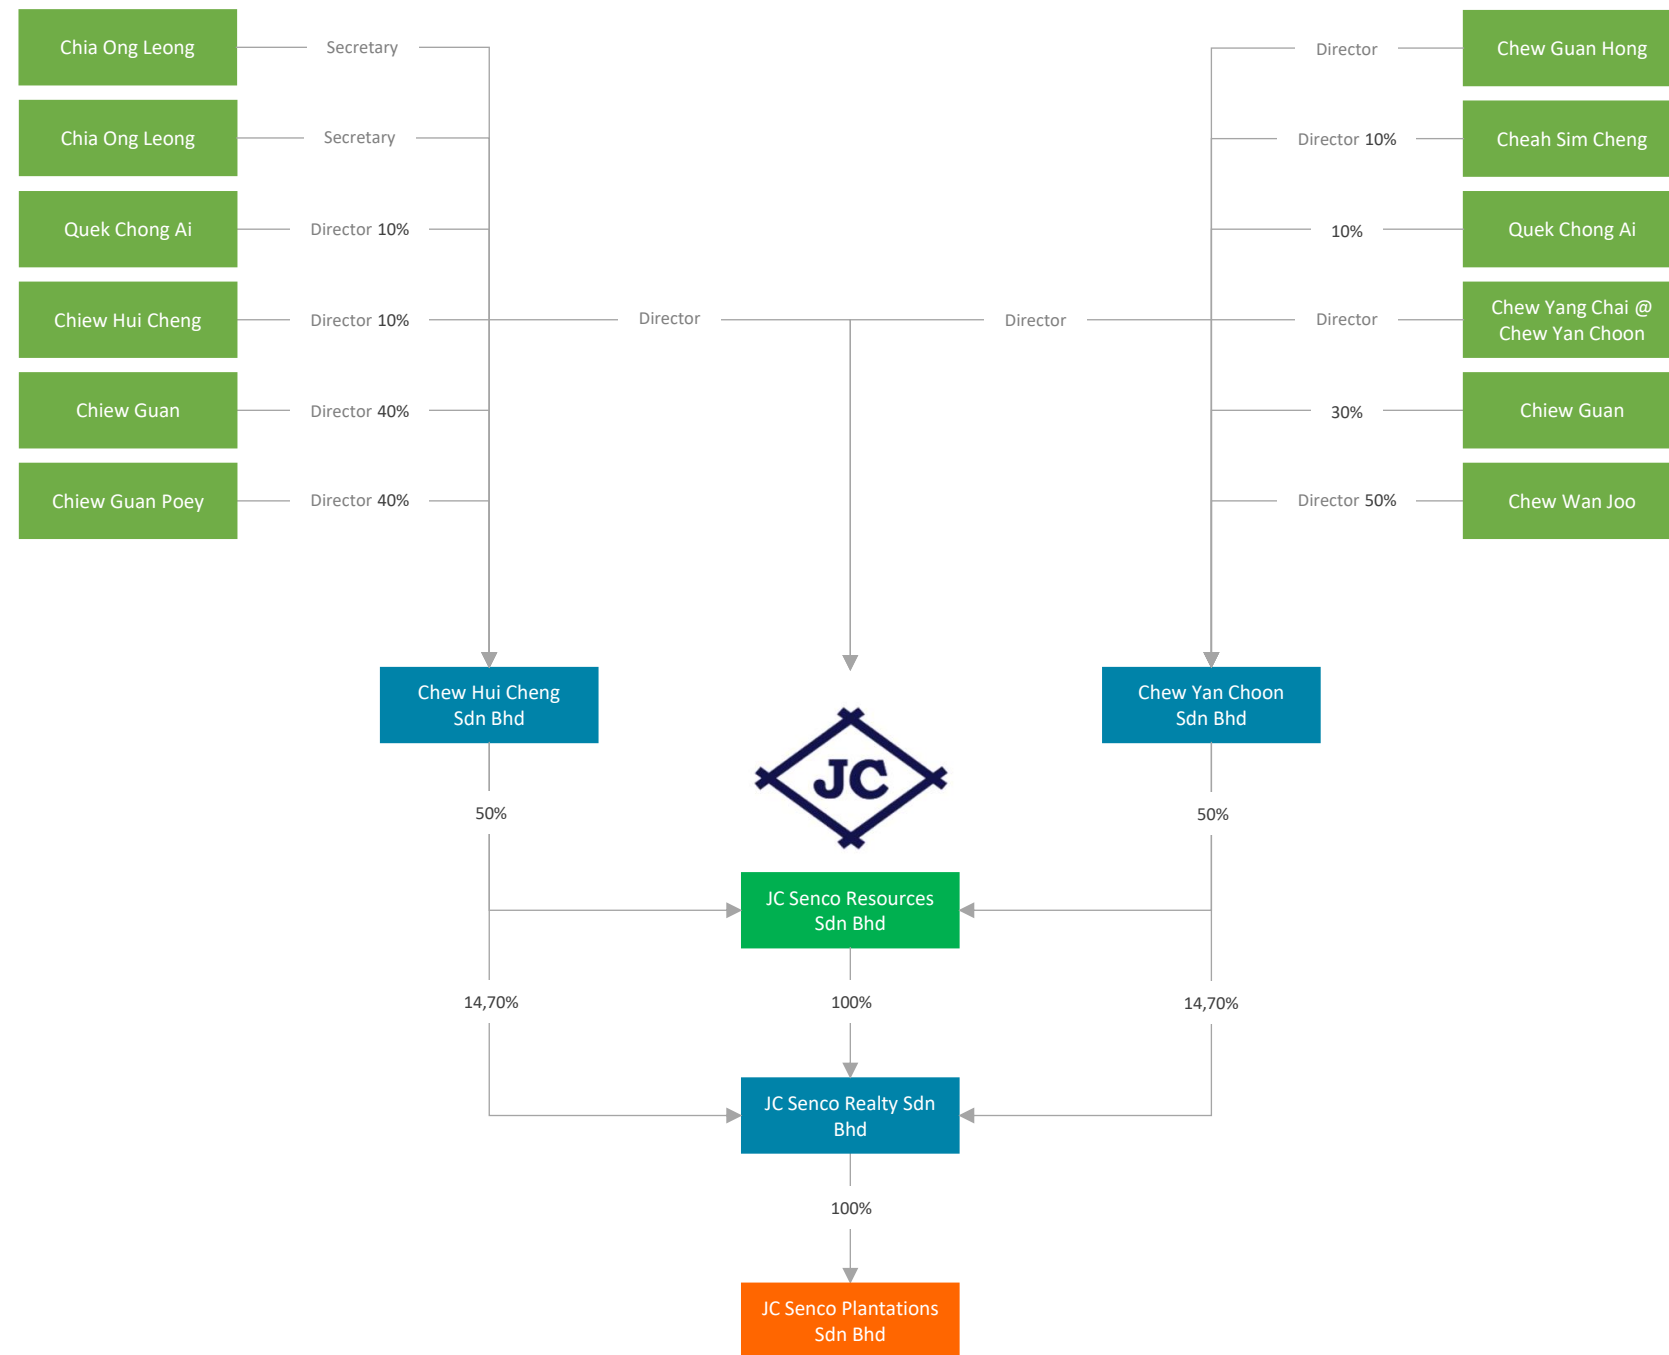 Chia Ong Leong
Secretary
Director
Chew Guan Hong
Chia Ong Leong
Secretary
Director 10%
Cheah Sim Cheng
Quek Chong Ai
Director 10%
10%
Quek Chong Ai
Chiew Hui Cheng
Director 10%
Director
Director
Director
Chew Yang Chai @
Chew Yan Choon
Chiew Guan
Director 40%
30%
Chiew Guan
Chiew Guan Poey
Director 40%
Director 50%
Chew Wan Joo
Chew Hui Cheng
Sdn Bhd
Chew Yan Choon
Sdn Bhd
JC
50%
50%
JC Senco Resources
Sdn Bhd
14,70%
100%
14,70%
JC Senco Realty Sdn
Bhd
100%
JC Senco Plantations
Sdn Bhd